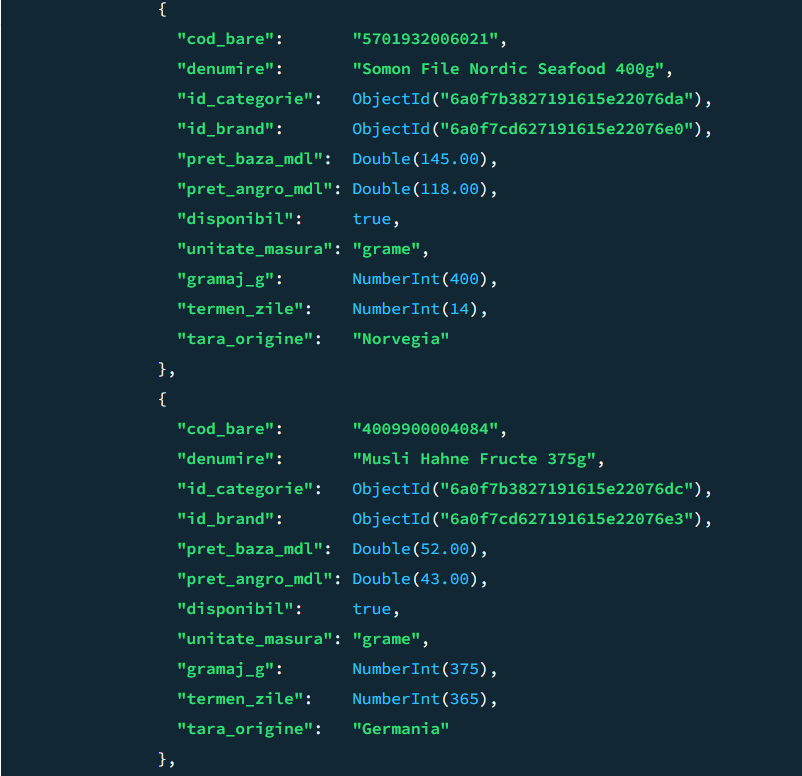 {
"cod_bare": "5701932006021",
"denumire": "Somon File Nordic Seafood 400g",
"id_categorie": ObjectId("6a0f7b3827191615e22076da"),
"id_brand": ObjectId("6a0f7cd627191615e22076e0"),
"pret_baza_mdl": Double(145.00),
"pret_angro_mdl": Double(118.00),
"disponibil": true,
"unitate_masura": "grame",
"gramaj_g": NumberInt(400),
"termen_zile": NumberInt(14),
"tara_origine": "Norvegia"
},
{
"cod_bare": "4009900004084",
"denumire": "Musli Hahne Fructe 375g",
"id_categorie": ObjectId("6a0f7b3827191615e22076dc"),
"id_brand": ObjectId("6a0f7cd627191615e22076e3"),
"pret_baza_mdl": Double(52.00),
"pret_angro_mdl": Double(43.00),
"disponibil": true,
"unitate_masura": "grame",
"gramaj_g": NumberInt(375),
"termen_zile": NumberInt(365),
"tara_origine": "Germania"
},